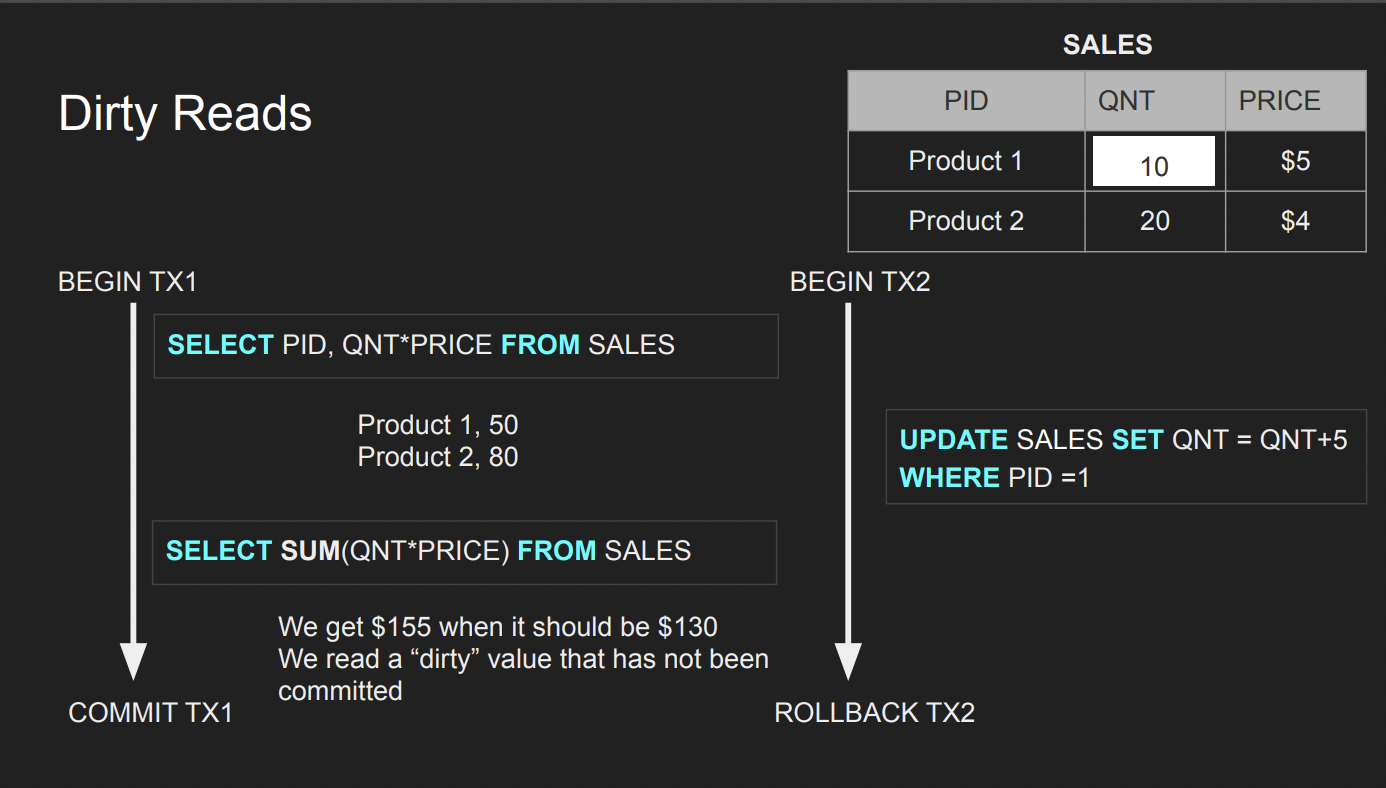 SALES
Dirty Reads
PID QNT PRICE
Product 1 10 $5
Product 2 20 $4
BEGIN TX1
BEGIN TX2
SELECT PID, QNT*PRICE FROM SALES
Product 1, 50
Product 2, 80
UPDATE SALES SET QNT = QNT+5
WHERE PID =1
SELECT SUM(QNT*PRICE) FROM SALES
We get $155 when it should be $130
We read a “dirty” value that has not been
committed
COMMIT TX1
ROLLBACK TX2